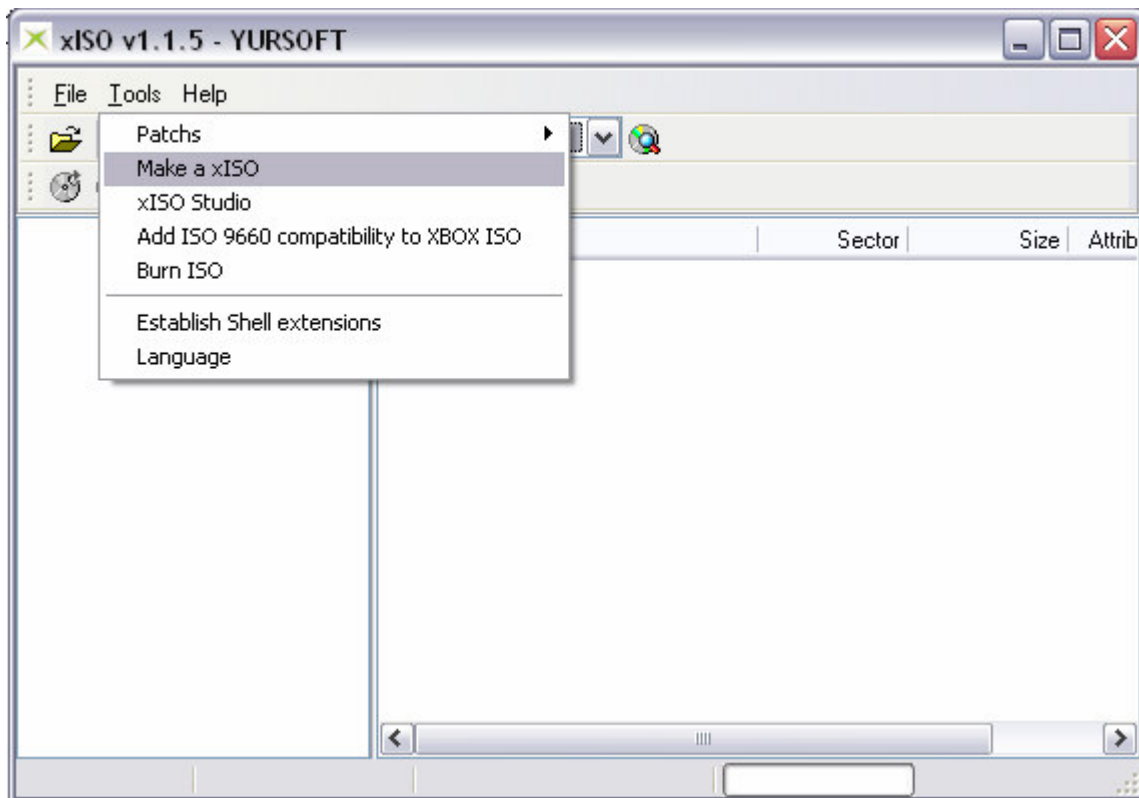 xISO v1.1.5 - YURSOFT
File Tools Help
Patchs
Make a xISO
xISO Studio
Add ISO 9660 compatibility to XBOX ISO
Burn ISO
Establish Shell extensions
Language
Sector Size Attrib